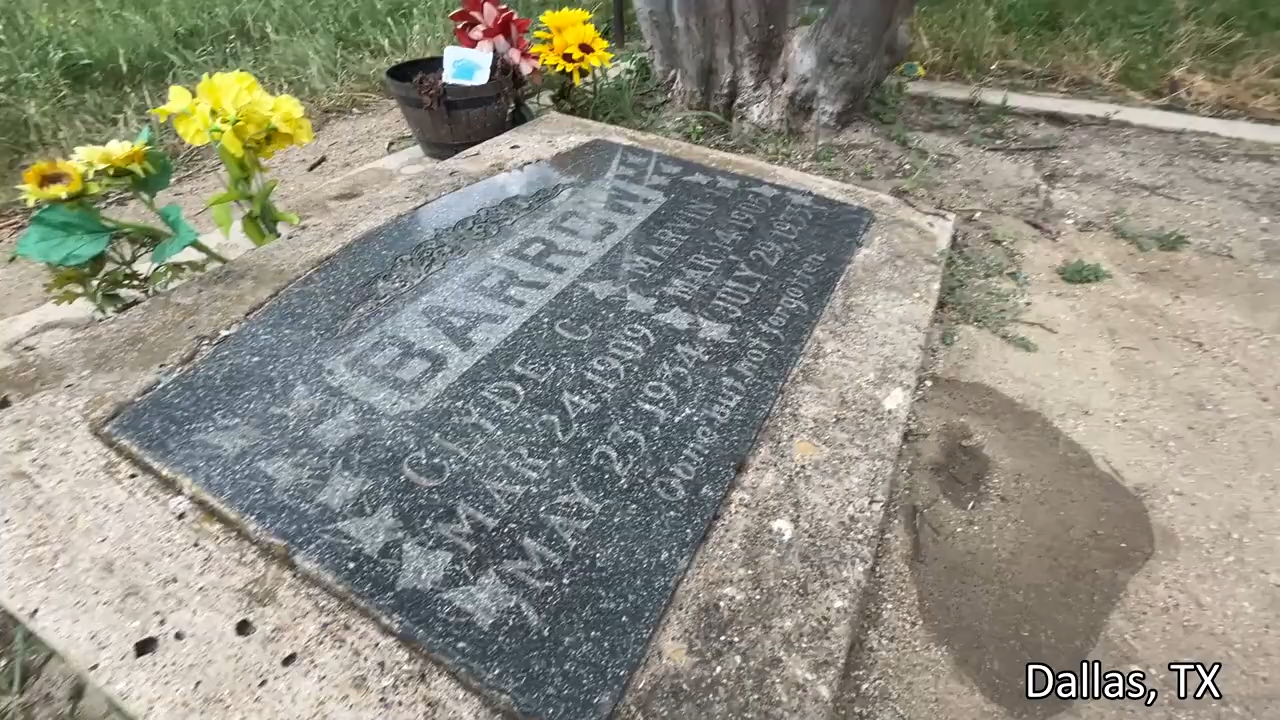 BARROW
CLYDE C
MAR. 24, 1909
MAY 23, 1934
MARVIN
MAR. 14, 1903
JULY 29, 1933
Gone but not forgotten
Dallas, TX